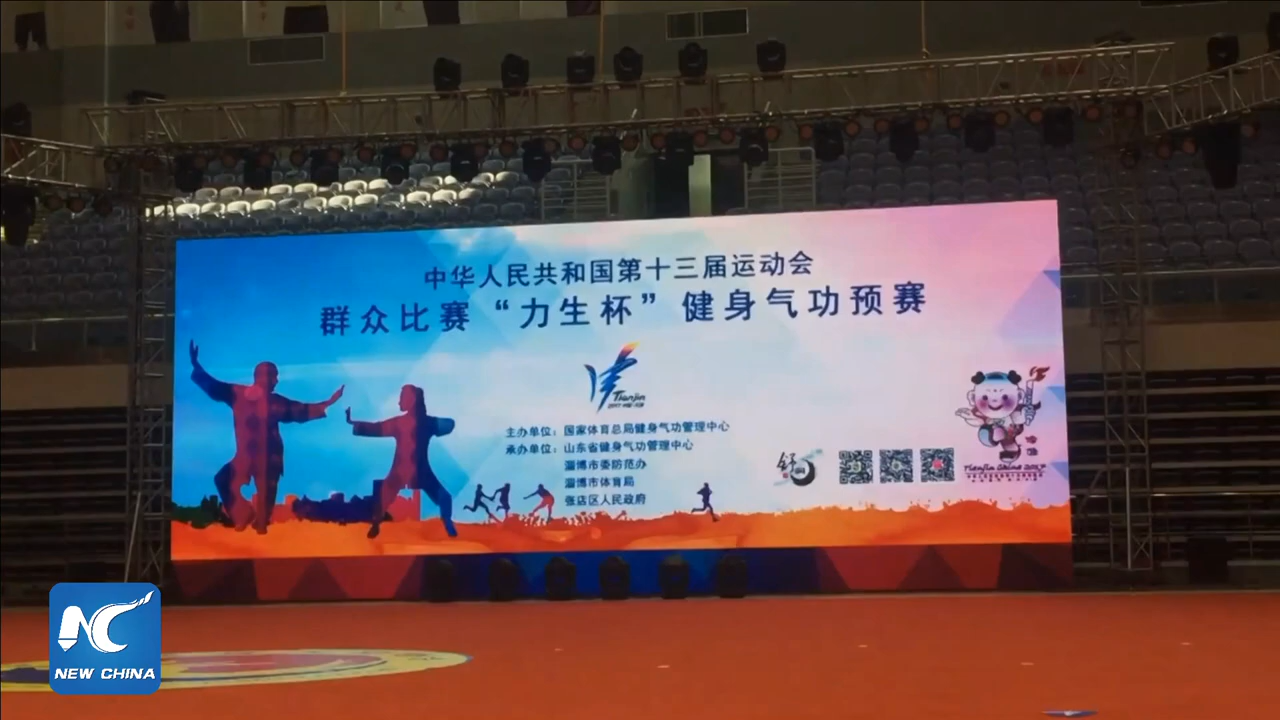 中华人民共和国第十三届运动会
群众比赛“力生杯”健身气功预赛
津
Tianjin
主办单位：国家体育总局健身气功管理中心
承办单位：山东省健身气功管理中心
淄博市委防范办
淄博市体育局
张店区人民政府
Tianjin China 2017
NC
NEW CHINA